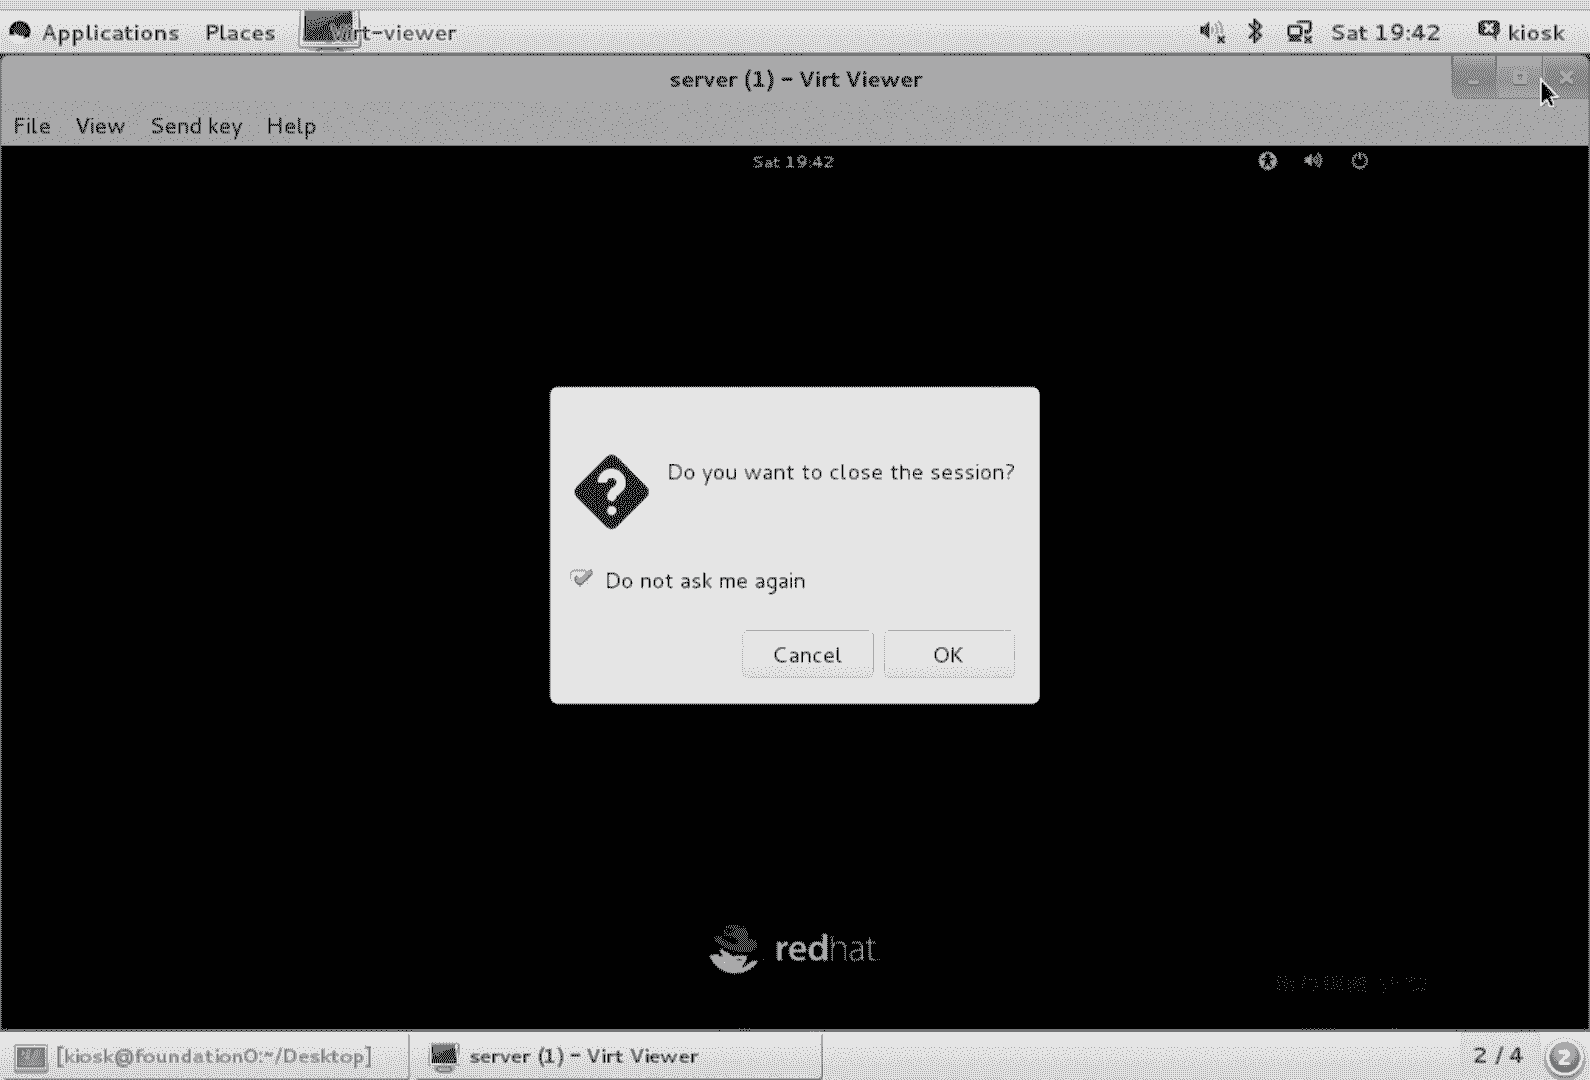 Applications Places Virt-viewer Sat 19:42 kiosk
server (1) – Virt Viewer
File View Send key Help
Sat 19:42
Do you want to close the session?
Do not ask me again
Cancel OK
redhat
[kiosk@foundation0:~/Desktop] server (1) – Virt Viewer 2 / 4 2